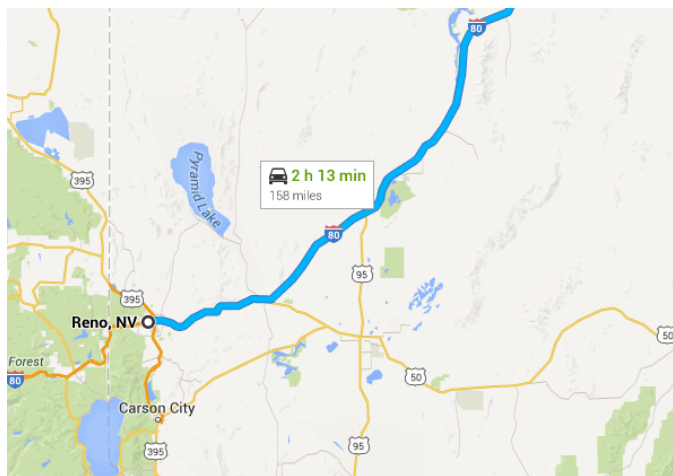 80
395
Pyramid Lake
2 h 13 min
158 miles
80
95
395
Reno, NV
50
Forest
80
50
Carson City
395
95